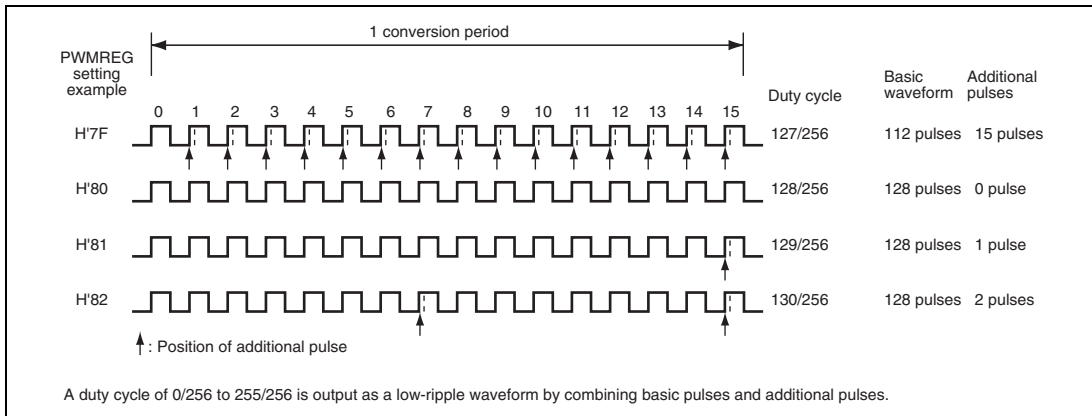 1 conversion period
PWMREG
setting
example
Duty cycle
Basic
waveform
Additional
pulses
0 1 2 3 4 5 6 7 8 9 10 11 12 13 14 15
H'7F 127/256 112 pulses 15 pulses
H'80 128/256 128 pulses 0 pulse
H'81 129/256 128 pulses 1 pulse
H'82 130/256 128 pulses 2 pulses
: Position of additional pulse
A duty cycle of 0/256 to 255/256 is output as a low-ripple waveform by combining basic pulses and additional pulses.